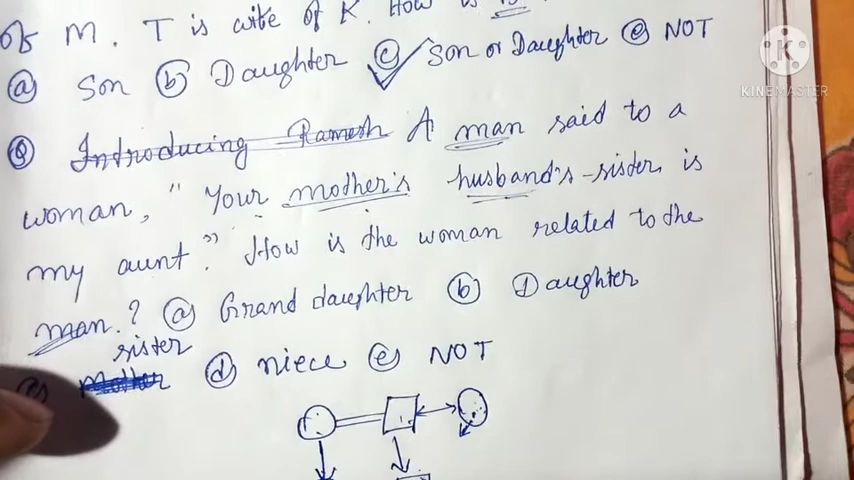 of M. T is wife of K. How is
(a) Son (b) Daughter (c) Son or Daughter (e) NOT
(Q) Introducing Ramesh A man said to a
woman, "Your mother's husband's-sister is
my aunt". How is the woman related to the
man.? (a) Grand daughter (b) Daughter
sister
(c) mother (d) niece (e) NOT
K
KINEMASTER